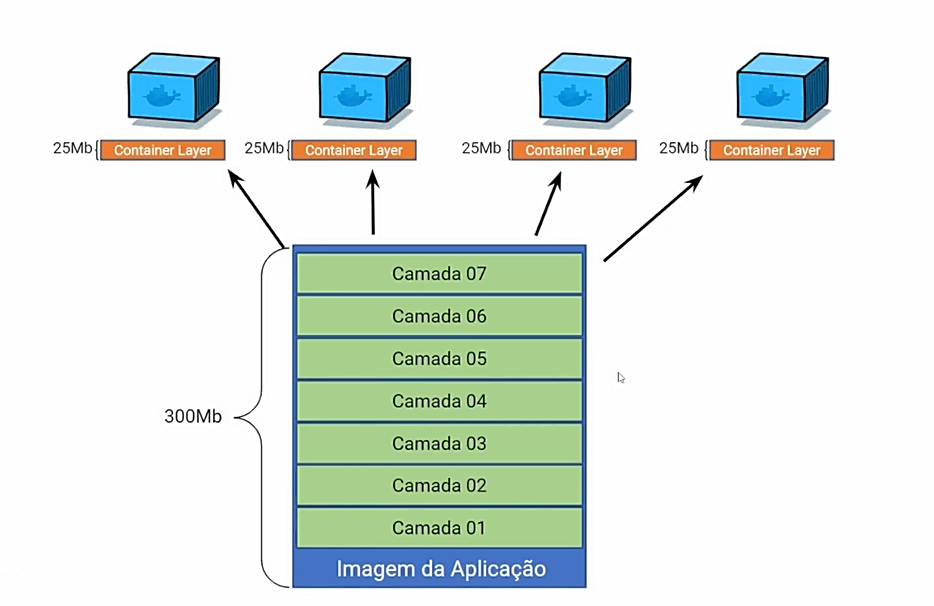 25Mb Container Layer 25Mb Container Layer 25Mb Container Layer 25Mb Container Layer
Camada 07
Camada 06
Camada 05
Camada 04
300Mb
Camada 03
Camada 02
Camada 01
Imagem da Aplicação